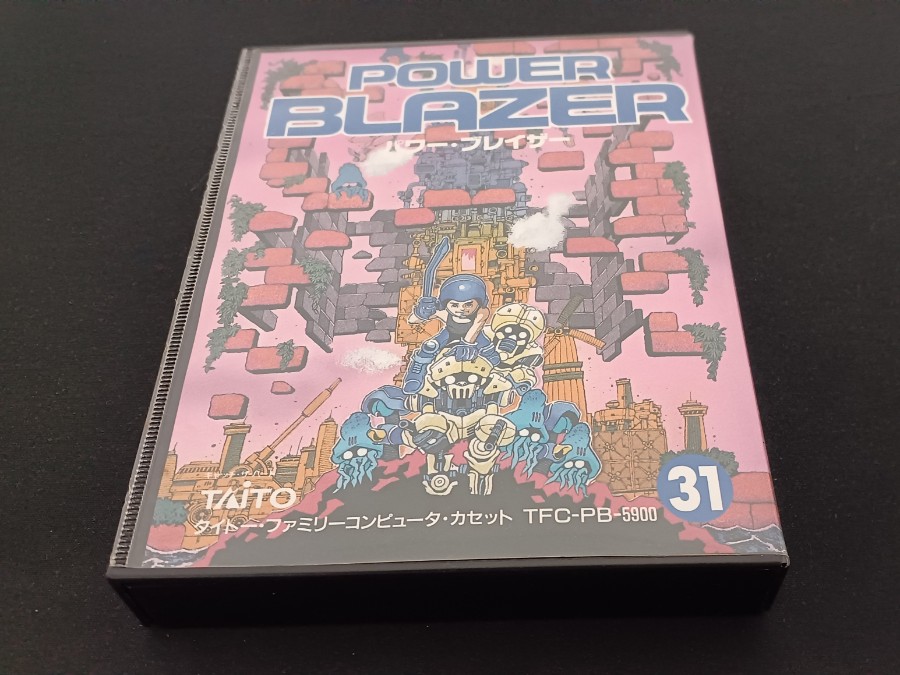 POWER
BLAZER
パワー・ブレイザー
TAITO
タイトー・ファミリーコンピュータ・カセット TFC-PB-5900
31